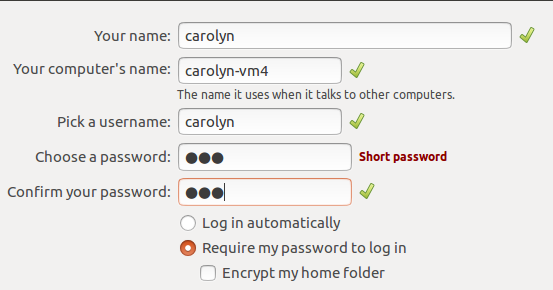 Your name: carolyn
Your computer's name: carolyn-vm4
The name it uses when it talks to other computers.
Pick a username: carolyn
Choose a password: ●●● Short password
Confirm your password: ●●●
Log in automatically
Require my password to log in
Encrypt my home folder